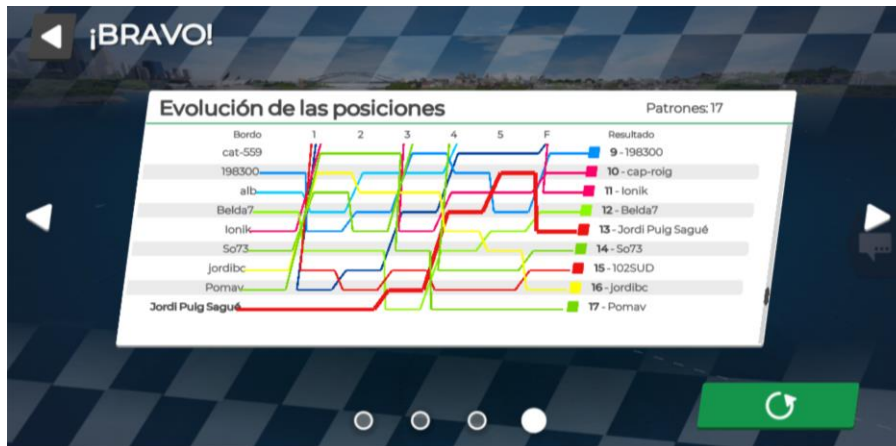 ¡BRAVO!
Evolución de las posiciones Patrones: 17
Bordo 1 2 3 4 5 F Resultado
cat-559 9 - 198300
198300 10 - cap-roig
alb 11 - Ionik
Belda7 12 - Belda7
Ionik 13 - Jordi Puig Sagué
So73 14 - So73
jordibc 15 - 102SUD
Pomav 16 - jordibc
Jordi Puig Sagué 17 - Pomav